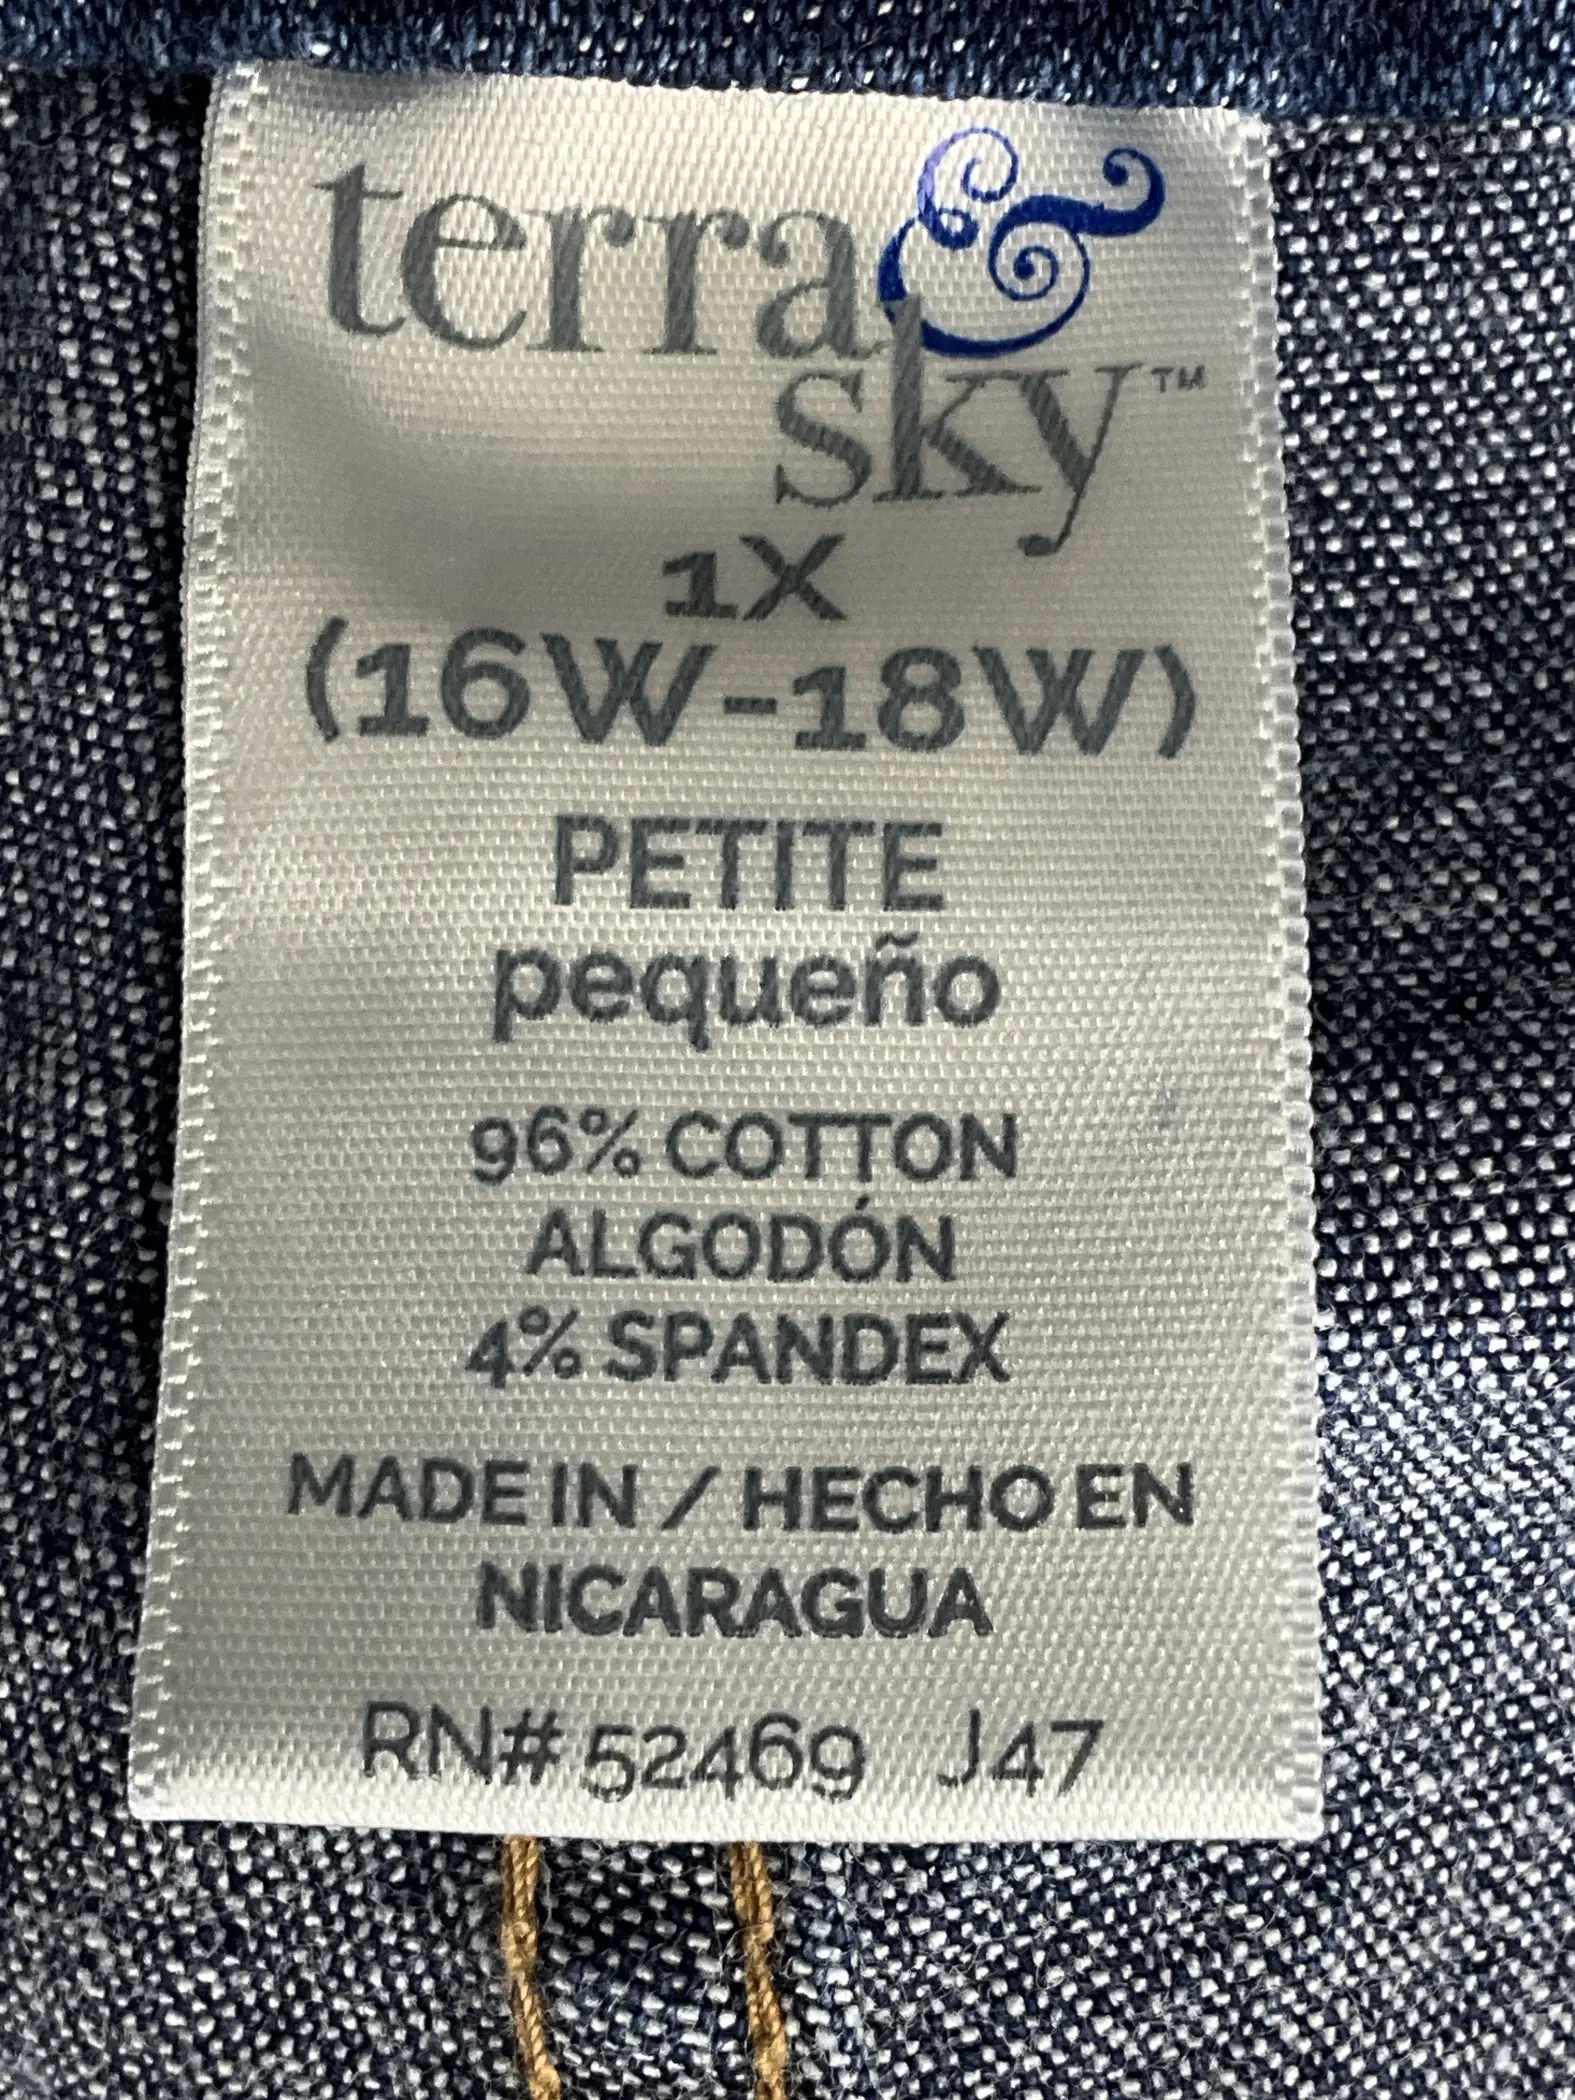 terra &
sky™
1X
(16W-18W)
PETITE
pequeño
96% COTTON
ALGODÓN
4% SPANDEX
MADE IN / HECHO EN
NICARAGUA
RN# 52469 J47